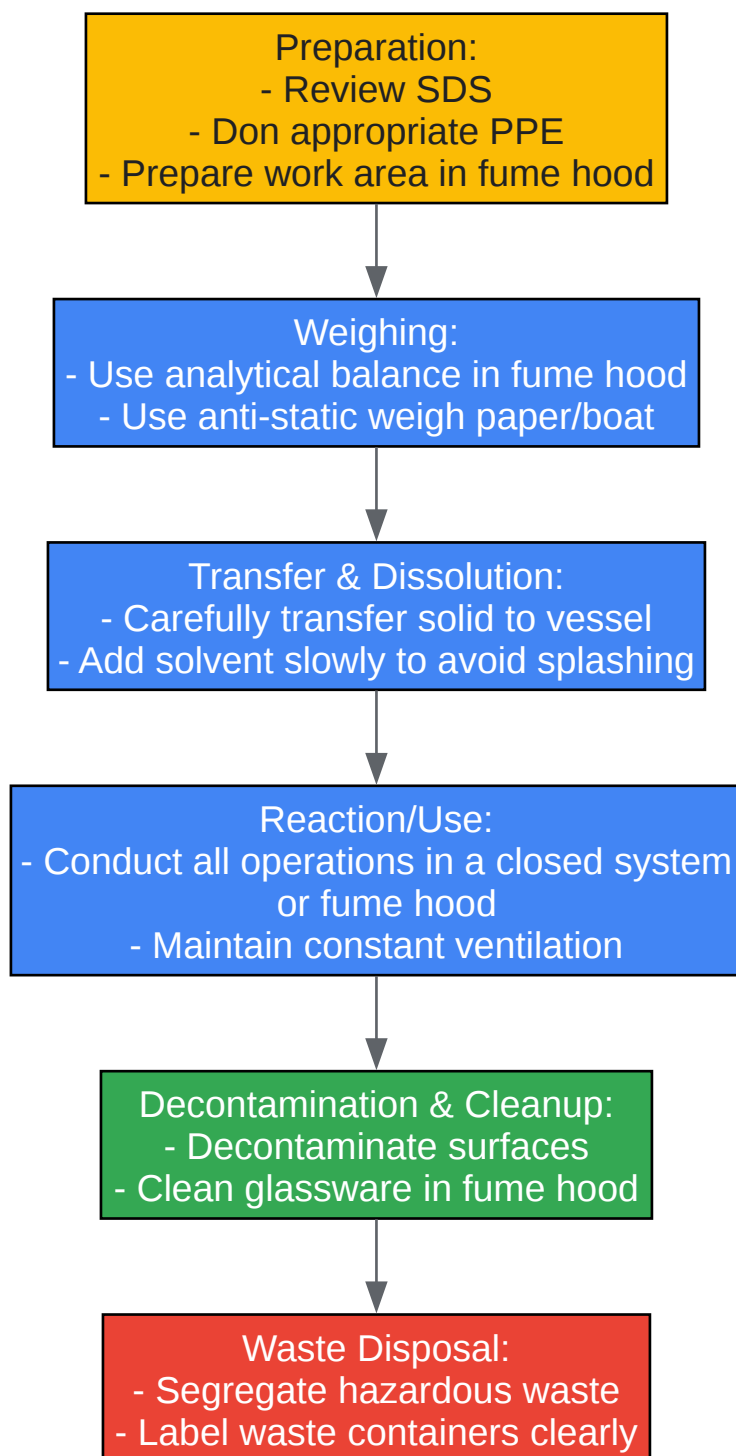 Preparation:
- Review SDS
- Don appropriate PPE
- Prepare work area in fume hood
Weighing:
- Use analytical balance in fume hood
- Use anti-static weigh paper/boat
Transfer & Dissolution:
- Carefully transfer solid to vessel
- Add solvent slowly to avoid splashing
Reaction/Use:
- Conduct all operations in a closed system
or fume hood
- Maintain constant ventilation
Decontamination & Cleanup:
- Decontaminate surfaces
- Clean glassware in fume hood
Waste Disposal:
- Segregate hazardous waste
- Label waste containers clearly